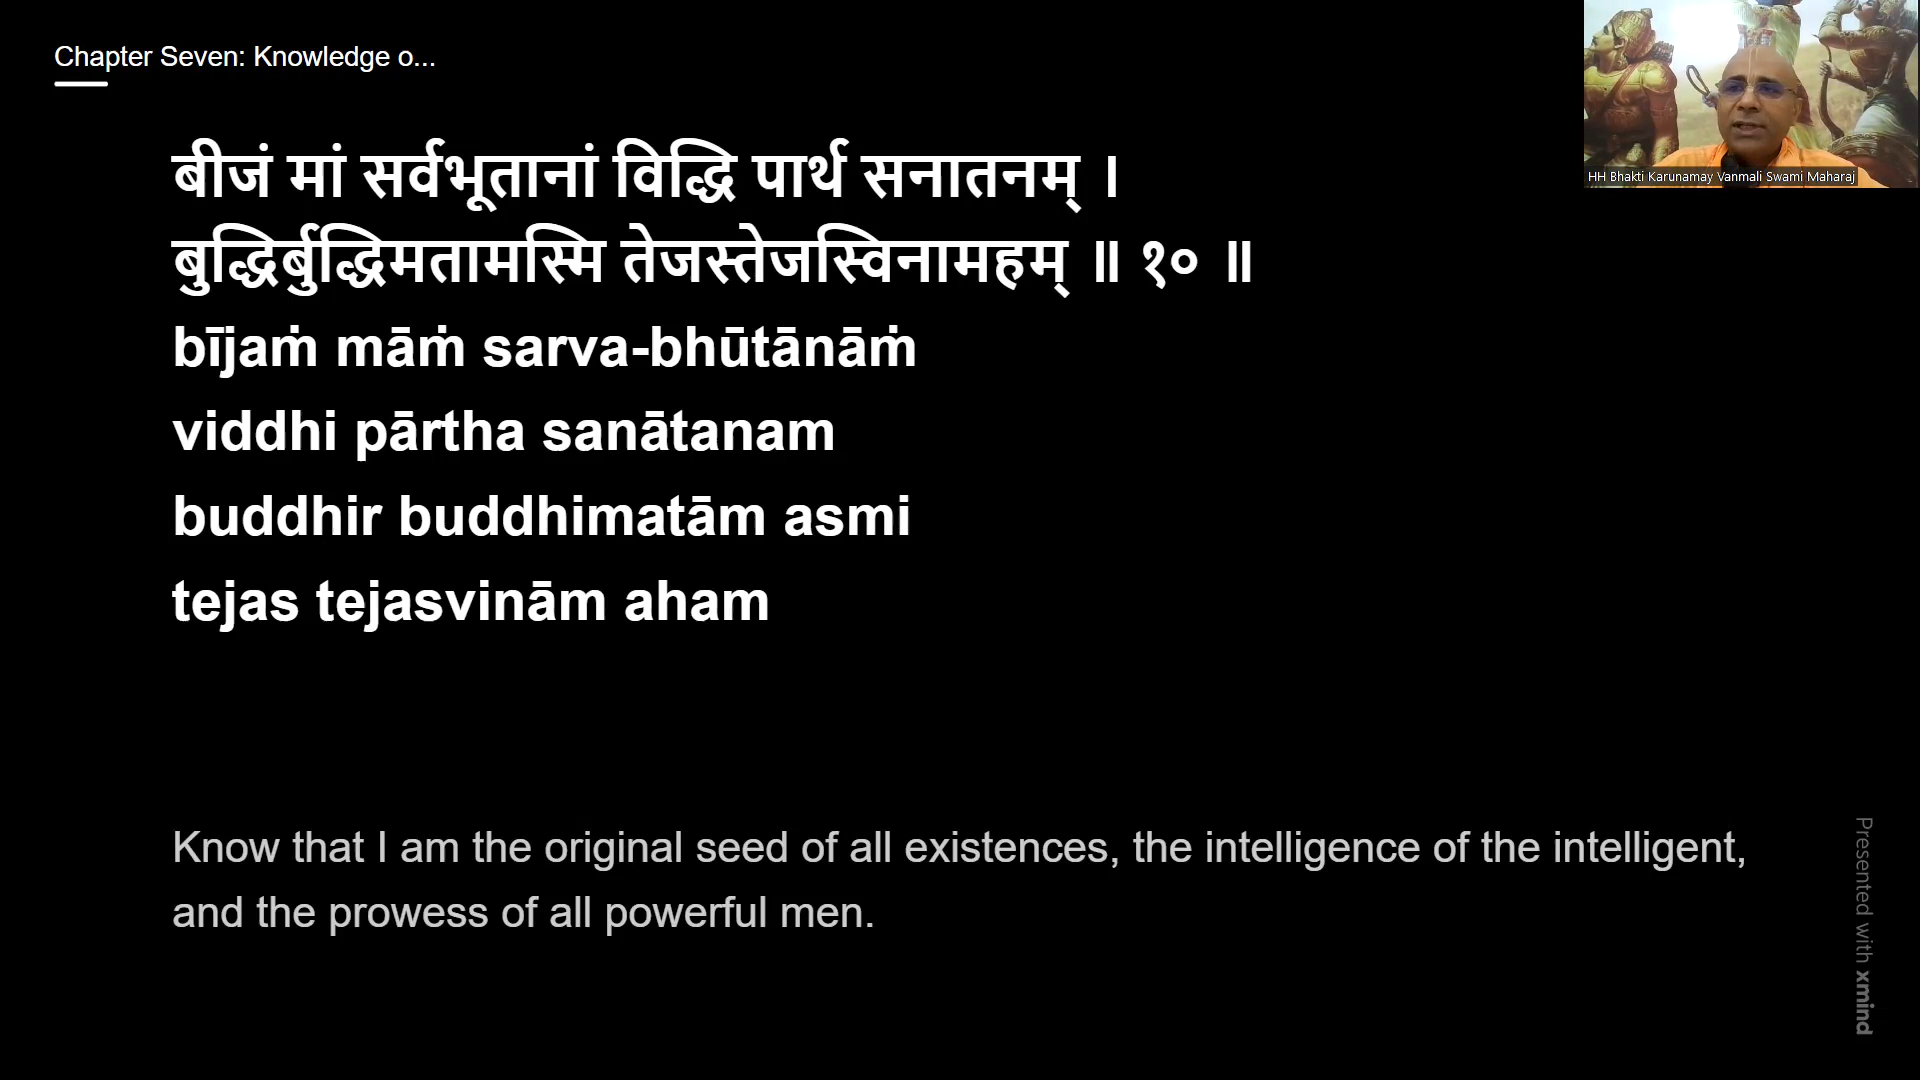 Chapter Seven: Knowledge o...
HH Bhakti Karunamay Vanmali Swami Maharaj
बीजं मां सर्वभूतानां विद्धि पार्थ सनातनम् ।
बुद्धिर्बुद्धिमतामस्मि तेजस्तेजस्विनामहम् ॥ १० ॥
bījaṁ māṁ sarva-bhūtānāṁ
viddhi pārtha sanātanam
buddhir buddhimatām asmi
tejas tejasvinām aham
Know that I am the original seed of all existences, the intelligence of the intelligent,
and the prowess of all powerful men.
Presented with xmind